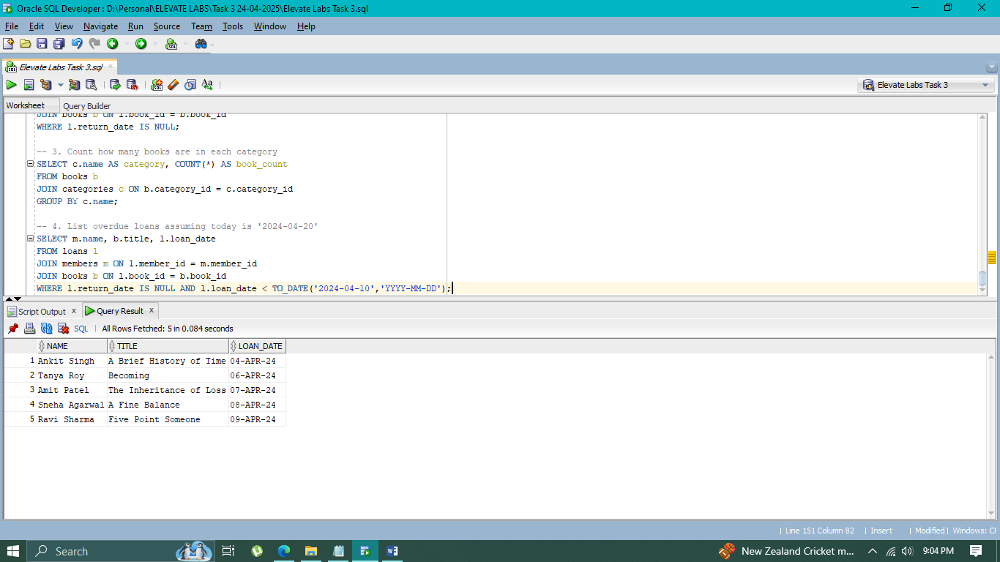 Oracle SQL Developer : D:\Personal\ELEVATE LABS\Task 3 24-04-2025\Elevate Labs Task 3.sql
File Edit View Navigate Run Source Team Tools Window Help
SQL
Elevate Labs Task 3.sql ×
Aa Elevate Labs Task 3
Worksheet Query Builder
JOIN books b ON l.book_id = b.book_id
WHERE l.return_date IS NULL;
-- 3. Count how many books are in each category
SELECT c.name AS category, COUNT(*) AS book_count
FROM books b
JOIN categories c ON b.category_id = c.category_id
GROUP BY c.name;
-- 4. List overdue loans assuming today is '2024-04-20'
SELECT m.name, b.title, l.loan_date
FROM loans l
JOIN members m ON l.member_id = m.member_id
JOIN books b ON l.book_id = b.book_id
WHERE l.return_date IS NULL AND l.loan_date < TO_DATE('2024-04-10','YYYY-MM-DD');
Script Output × Query Result ×
SQL | All Rows Fetched: 5 in 0.084 seconds
NAME TITLE LOAN_DATE
1 Ankit Singh A Brief History of Time 04-APR-24
2 Tanya Roy Becoming 06-APR-24
3 Amit Patel The Inheritance of Loss 07-APR-24
4 Sneha Agarwal A Fine Balance 08-APR-24
5 Ravi Sharma Five Point Someone 09-APR-24
| Line 151 Column 82 | Insert | Modified | Windows: CF
Search New Zealand Cricket m... 9:04 PM